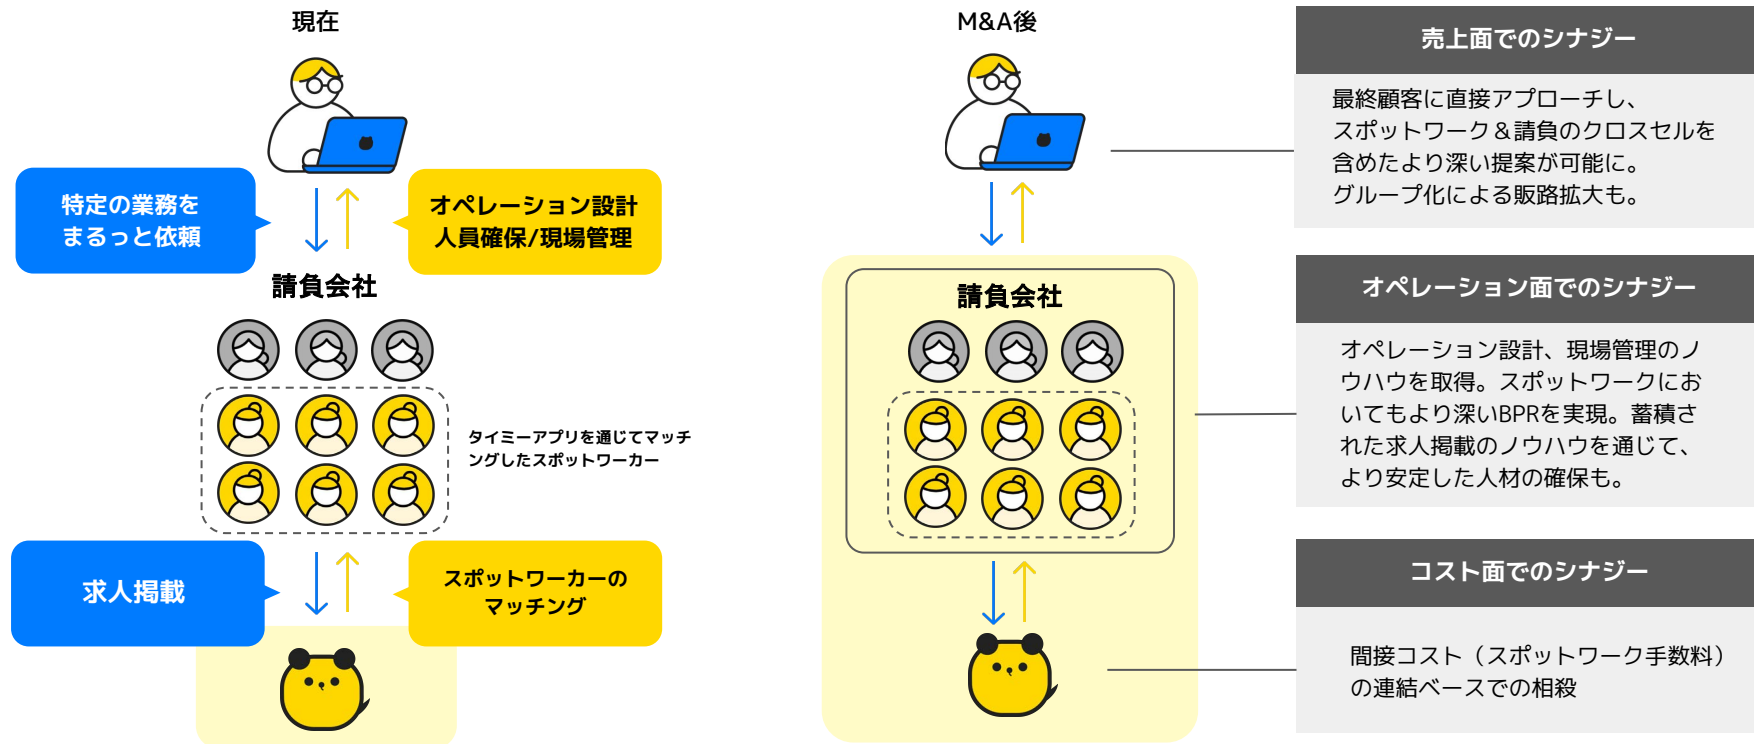 現在
特定の業務を
まるっと依頼
オペレーション設計
人員確保/現場管理
請負会社
タイミーアプリを通じてマッチ
ングしたスポットワーカー
求人掲載
スポットワーカーの
マッチング
M&A後
請負会社
売上面でのシナジー
最終顧客に直接アプローチし、
スポットワーク＆請負のクロスセルを
含めたより深い提案が可能に。
グループ化による販路拡大も。
オペレーション面でのシナジー
オペレーション設計、現場管理のノ
ウハウを取得。スポットワークにお
いてもより深いBPRを実現。蓄積さ
れた求人掲載のノウハウを通じて、
より安定した人材の確保も。
コスト面でのシナジー
間接コスト（スポットワーク手数料）
の連結ベースでの相殺